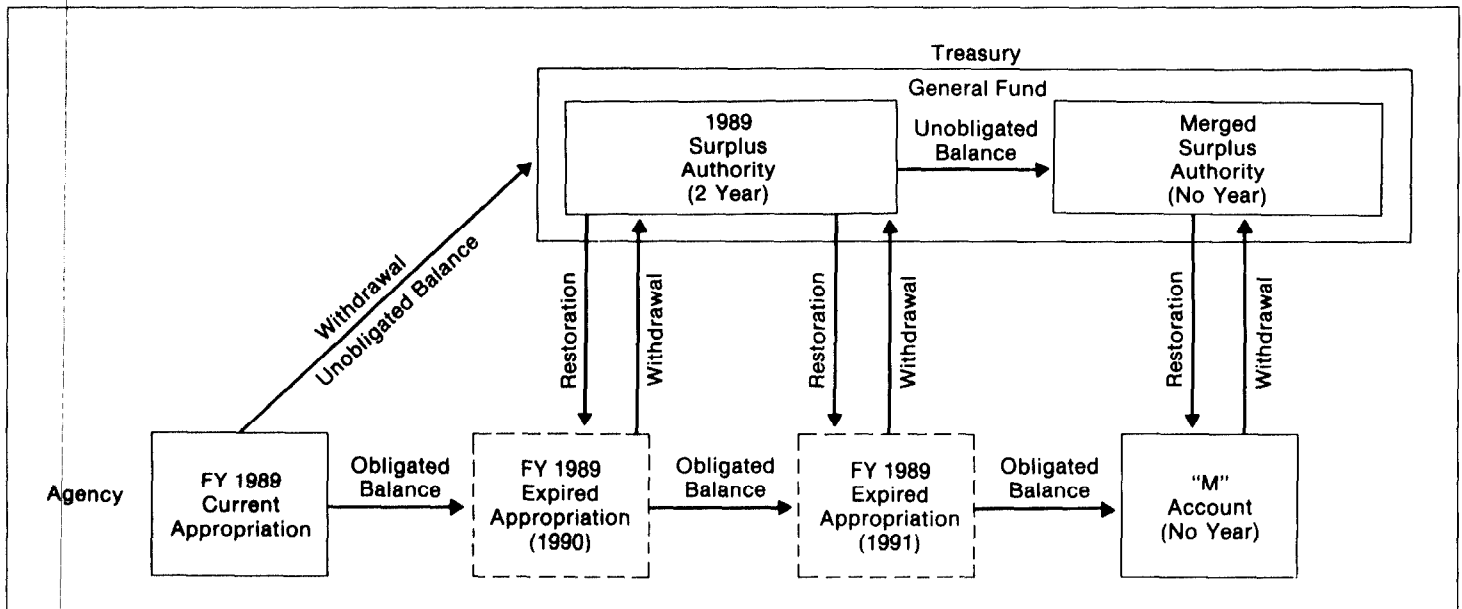 Treasury
General Fund
1989
Surplus
Authority
(2 Year)
Unobligated
Balance
Merged
Surplus
Authority
(No Year)
Withdrawal
Unobligated Balance
Restoration
Withdrawal
Restoration
Withdrawal
Restoration
Withdrawal
Agency
FY 1989
Current
Appropriation
Obligated
Balance
FY 1989
Expired
Appropriation
(1990)
Obligated
Balance
FY 1989
Expired
Appropriation
(1991)
Obligated
Balance
"M"
Account
(No Year)